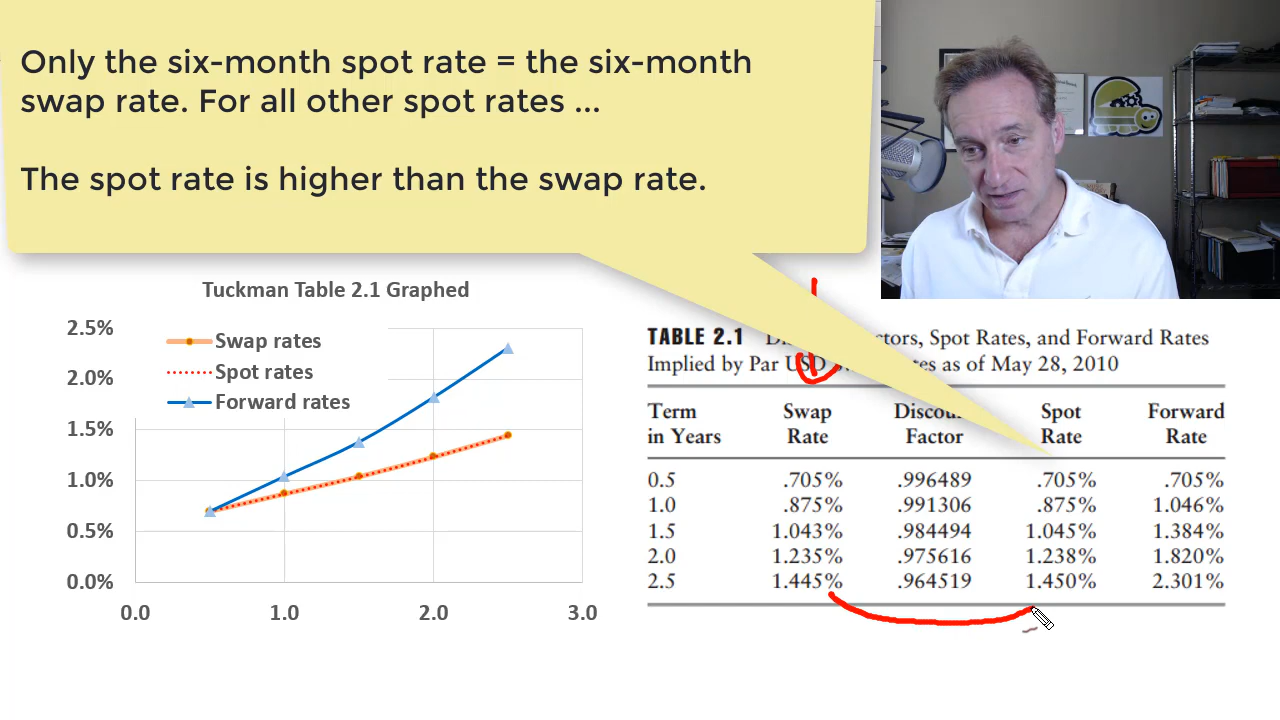 Only the six-month spot rate = the six-month
swap rate. For all other spot rates ...
The spot rate is higher than the swap rate.
Tuckman Table 2.1 Graphed
2.5%
2.0%
1.5%
1.0%
0.5%
0.0%
0.0 1.0 2.0 3.0
Swap rates
Spot rates
Forward rates
TABLE 2.1 ctors, Spot Rates, and Forward Rates
Implied by Par USD as of May 28, 2010
Term Swap Spot Forward
in Years Rate Factor Rate Rate
0.5 .705% .996489 .705% .705%
1.0 .875% .991306 .875% 1.046%
1.5 1.043% .984494 1.045% 1.384%
2.0 1.235% .975616 1.238% 1.820%
2.5 1.445% .964519 1.450% 2.301%